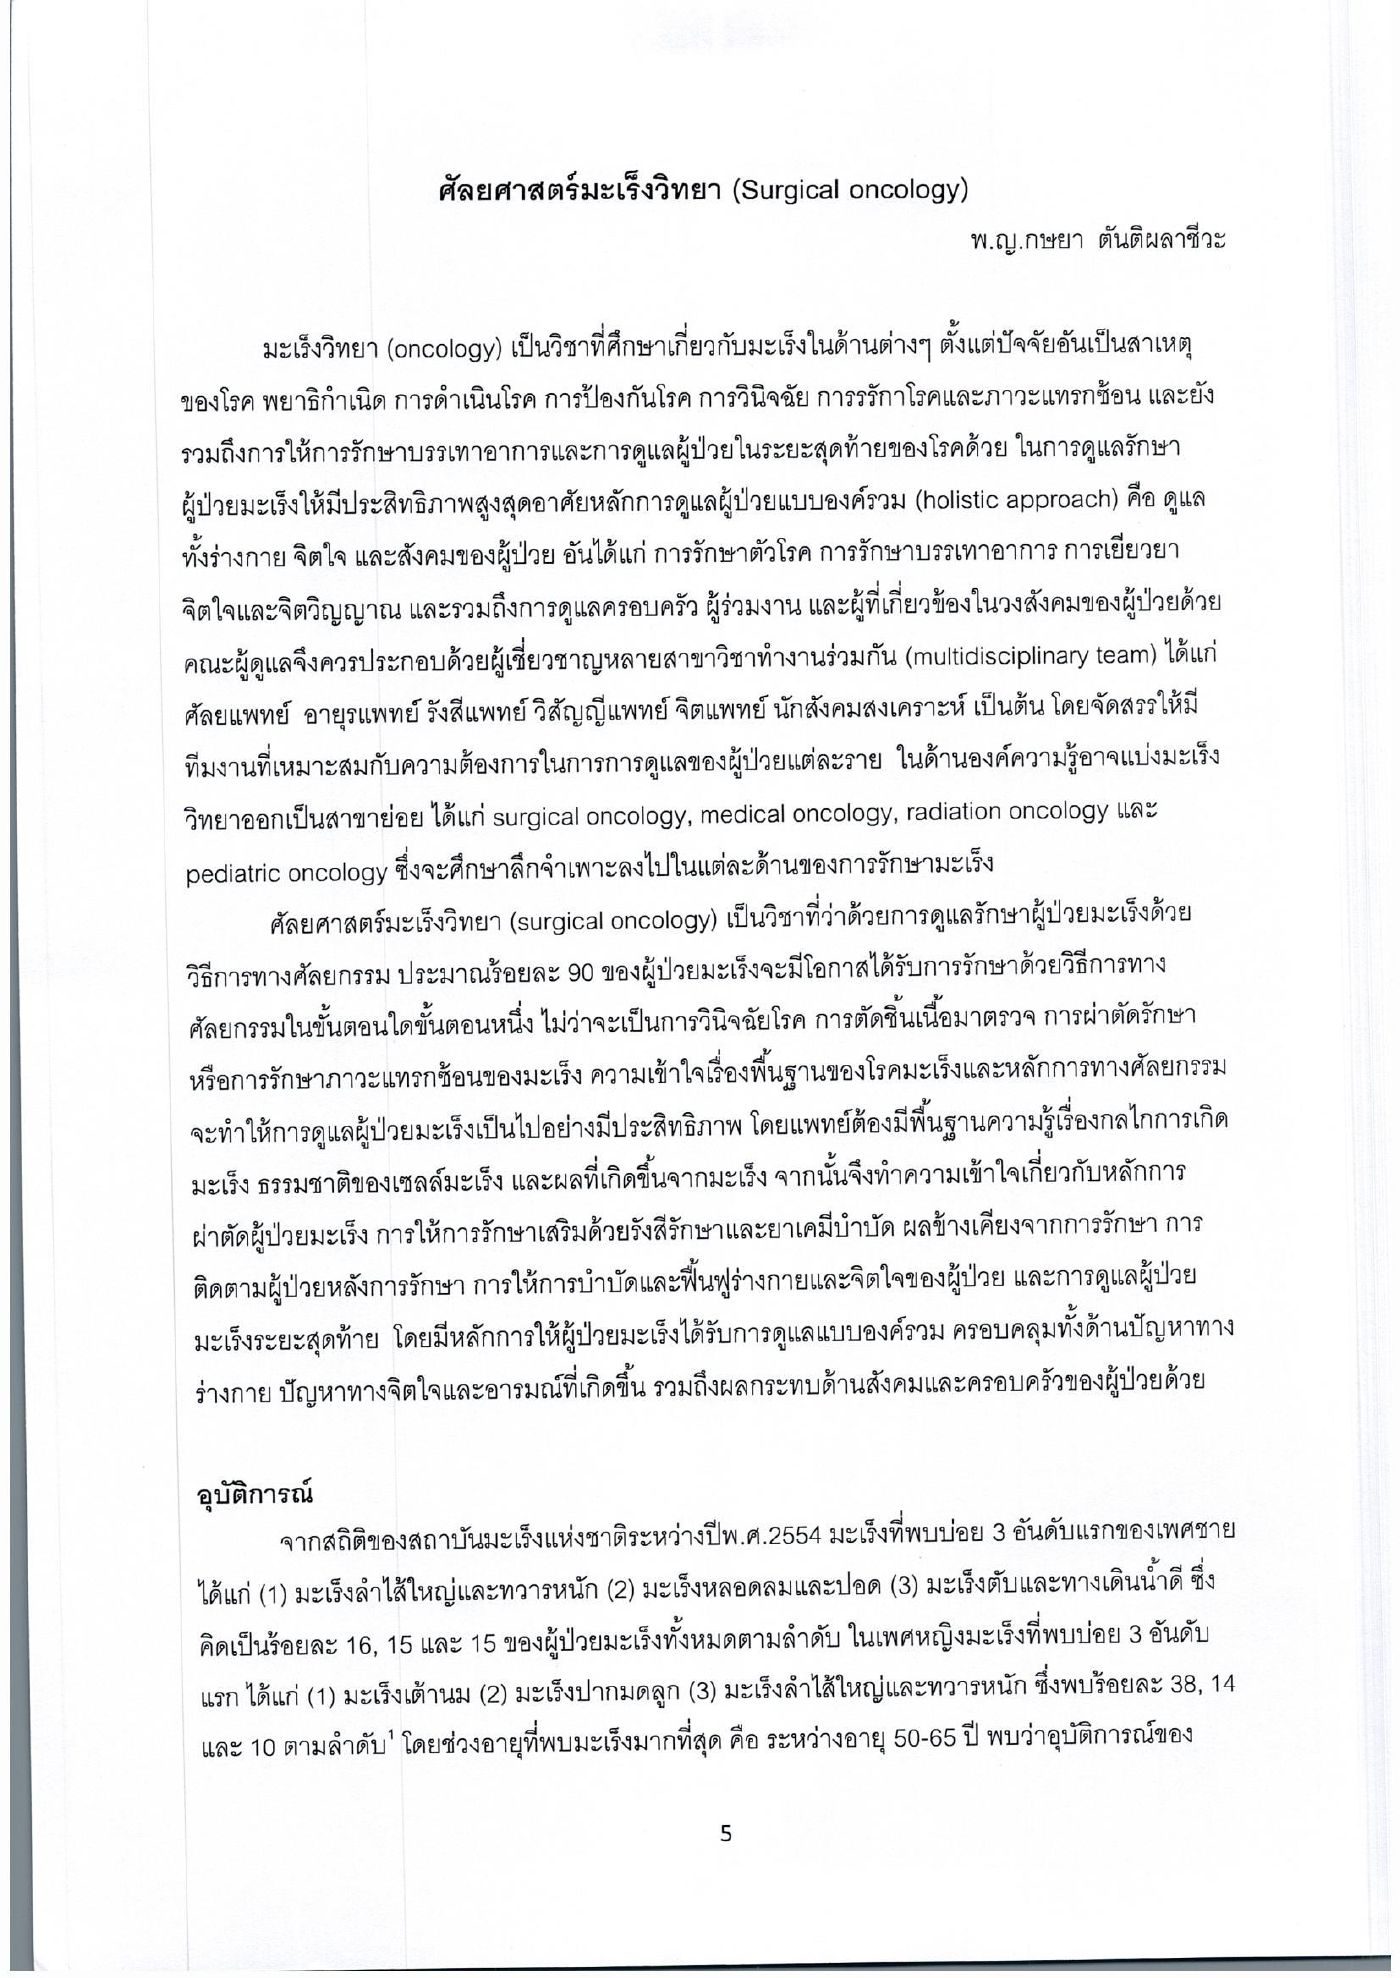 ศัลยศาสตร์มะเร็งวิทยา (Surgical oncology)
พ.ญ.กษยา ตันติผลาชีวะ
มะเร็งวิทยา (oncology) เป็นวิชาที่ศึกษาเกี่ยวกับมะเร็งในด้านต่างๆ ตั้งแต่ปัจจัยอันเป็นสาเหตุ
ของโรค พยาธิกำเนิด การดำเนินโรค การป้องกันโรค การวินิจฉัย การรรักาโรคและภาวะแทรกซ้อน และยัง
รวมถึงการให้การรักษาบรรเทาอาการและการดูแลผู้ป่วยในระยะสุดท้ายของโรคด้วย ในการดูแลรักษา
ผู้ป่วยมะเร็งให้มีประสิทธิภาพสูงสุดอาศัยหลักการดูแลผู้ป่วยแบบองค์รวม (holistic approach) คือ ดูแล
ทั้งร่างกาย จิตใจ และสังคมของผู้ป่วย อันได้แก่ การรักษาตัวโรค การรักษาบรรเทาอาการ การเยียวยา
จิตใจและจิตวิญญาณ และรวมถึงการดูแลครอบครัว ผู้ร่วมงาน และผู้ที่เกี่ยวข้องในวงสังคมของผู้ป่วยด้วย
คณะผู้ดูแลจึงควรประกอบด้วยผู้เชี่ยวชาญหลายสาขาวิชาทำงานร่วมกัน (multidisciplinary team) ได้แก่
ศัลยแพทย์ อายุรแพทย์ รังสีแพทย์ วิสัญญีแพทย์ จิตแพทย์ นักสังคมสงเคราะห์ เป็นต้น โดยจัดสรรให้มี
ทีมงานที่เหมาะสมกับความต้องการในการการดูแลของผู้ป่วยแต่ละราย ในด้านองค์ความรู้อาจแบ่งมะเร็ง
วิทยาออกเป็นสาขาย่อย ได้แก่ surgical oncology, medical oncology, radiation oncology และ
pediatric oncology ซึ่งจะศึกษาลึกจำเพาะลงไปในแต่ละด้านของการรักษามะเร็ง
ศัลยศาสตร์มะเร็งวิทยา (surgical oncology) เป็นวิชาที่ว่าด้วยการดูแลรักษาผู้ป่วยมะเร็งด้วย
วิธีการทางศัลยกรรม ประมาณร้อยละ 90 ของผู้ป่วยมะเร็งจะมีโอกาสได้รับการรักษาด้วยวิธีการทาง
ศัลยกรรมในขั้นตอนใดขั้นตอนหนึ่ง ไม่ว่าจะเป็นการวินิจฉัยโรค การตัดชิ้นเนื้อมาตรวจ การผ่าตัดรักษา
หรือการรักษาภาวะแทรกซ้อนของมะเร็ง ความเข้าใจเรื่องพื้นฐานของโรคมะเร็งและหลักการทางศัลยกรรม
จะทำให้การดูแลผู้ป่วยมะเร็งเป็นไปอย่างมีประสิทธิภาพ โดยแพทย์ต้องมีพื้นฐานความรู้เรื่องกลไกการเกิด
มะเร็ง ธรรมชาติของเซลล์มะเร็ง และผลที่เกิดขึ้นจากมะเร็ง จากนั้นจึงทำความเข้าใจเกี่ยวกับหลักการ
ผ่าตัดผู้ป่วยมะเร็ง การให้การรักษาเสริมด้วยรังสีรักษาและยาเคมีบำบัด ผลข้างเคียงจากการรักษา การ
ติดตามผู้ป่วยหลังการรักษา การให้การบำบัดและฟื้นฟูร่างกายและจิตใจของผู้ป่วย และการดูแลผู้ป่วย
มะเร็งระยะสุดท้าย โดยมีหลักการให้ผู้ป่วยมะเร็งได้รับการดูแลแบบองค์รวม ครอบคลุมทั้งด้านปัญหาทาง
ร่างกาย ปัญหาทางจิตใจและอารมณ์ที่เกิดขึ้น รวมถึงผลกระทบด้านสังคมและครอบครัวของผู้ป่วยด้วย
อุบัติการณ์
จากสถิติของสถาบันมะเร็งแห่งชาติระหว่างปีพ.ศ.2554 มะเร็งที่พบบ่อย 3 อันดับแรกของเพศชาย
ได้แก่ (1) มะเร็งลำไส้ใหญ่และทวารหนัก (2) มะเร็งหลอดลมและปอด (3) มะเร็งตับและทางเดินน้ำดี ซึ่ง
คิดเป็นร้อยละ 16, 15 และ 15 ของผู้ป่วยมะเร็งทั้งหมดตามลำดับ ในเพศหญิงมะเร็งที่พบบ่อย 3 อันดับ
แรก ได้แก่ (1) มะเร็งเต้านม (2) มะเร็งปากมดลูก (3) มะเร็งลำไส้ใหญ่และทวารหนัก ซึ่งพบร้อยละ 38, 14
และ 10 ตามลำดับ¹ โดยช่วงอายุที่พบมะเร็งมากที่สุด คือ ระหว่างอายุ 50-65 ปี พบว่าอุบัติการณ์ของ
5